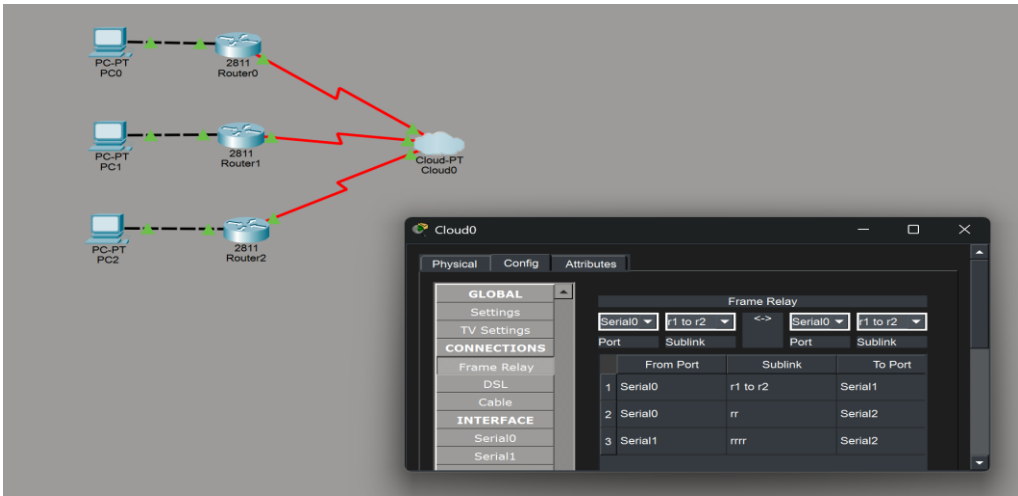 PC-PT
PC0
2811
Router0
PC-PT
PC1
2811
Router1
Cloud-PT
Cloud0
PC-PT
PC2
2811
Router2
Cloud0
Physical Config Attributes
GLOBAL
Settings
TV Settings
CONNECTIONS
Frame Relay
DSL
Cable
INTERFACE
Serial0
Serial1
Frame Relay
Serial0 r1 to r2 <-> Serial0 r1 to r2
Port Sublink Port Sublink
From Port Sublink To Port
1 Serial0 r1 to r2 Serial1
2 Serial0 rr Serial2
3 Serial1 rrrr Serial2